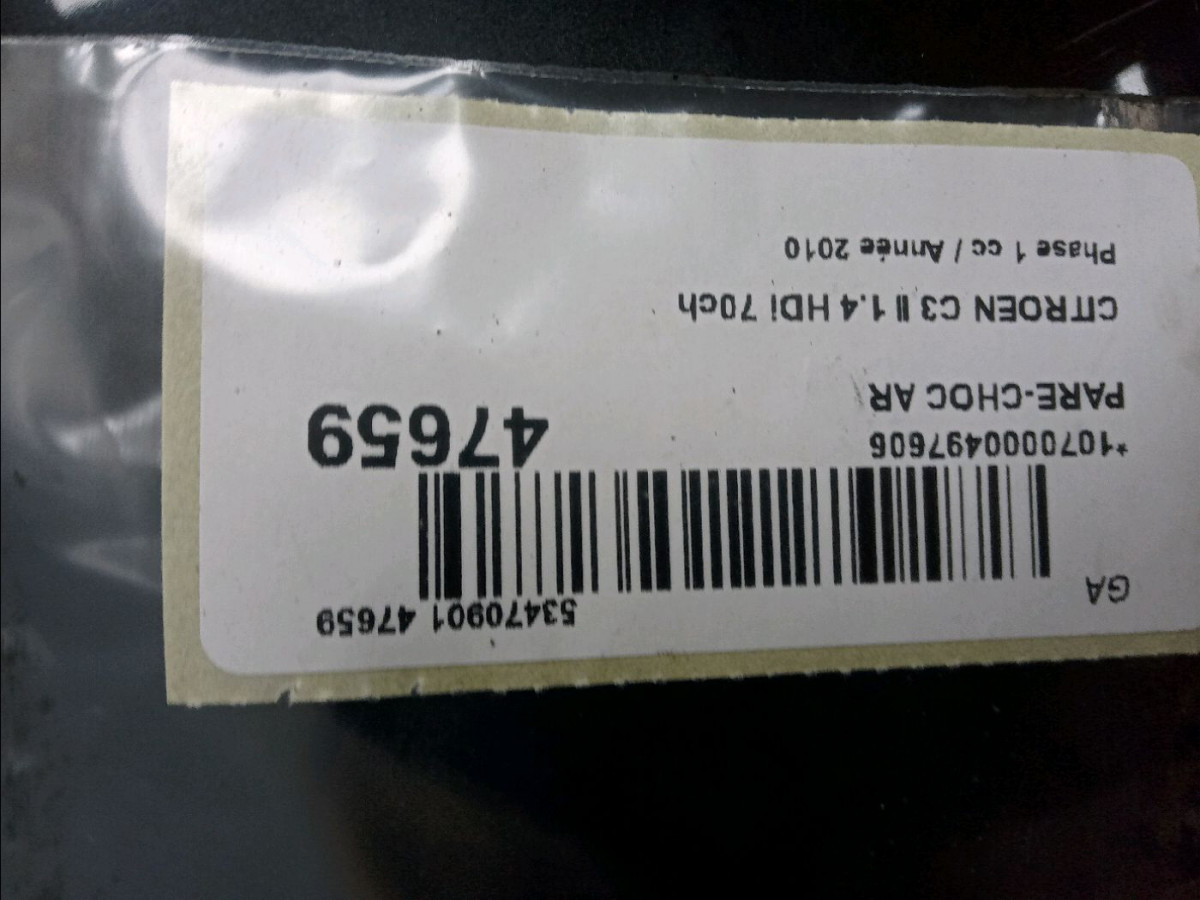 53470901 47659
GA
*1070000497606
47659
PARE-CHOC AR
CITROEN C3 II 1.4 HDi 70ch
Phase 1 cc / Année 2010